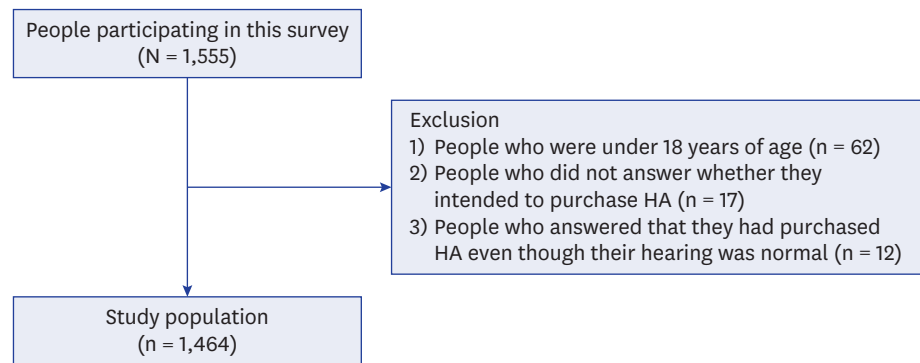 People participating in this survey
(N = 1,555)
Exclusion
1) People who were under 18 years of age (n = 62)
2) People who did not answer whether they
intended to purchase HA (n = 17)
3) People who answered that they had purchased
HA even though their hearing was normal (n = 12)
Study population
(n = 1,464)